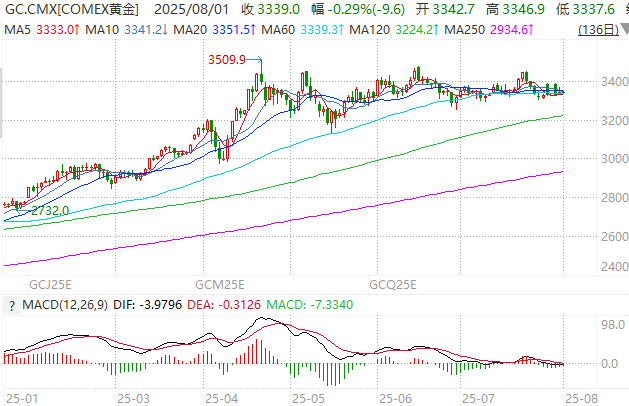 GC.CMX[COMEX黄金] 2025/08/01 收 3339.0 幅 -0.29%(-9.6) 开 3342.7 高 3346.9 低 3337.6
MA5 3333.0↑ MA10 3341.2↓ MA20 3351.5↑ MA60 3339.3↑ MA120 3224.2↑ MA250 2934.6↑ (136日)
3509.9
3400
3200
3000
2800
2732.0
2600
2400
GCJ25E GCM25E GCQ25E
? MACD(12,26,9) DIF: -3.9796 DEA: -0.3126 MACD: -7.3340
98.0
0.0
25-01 25-03 25-04 25-05 25-06 25-07 25-08